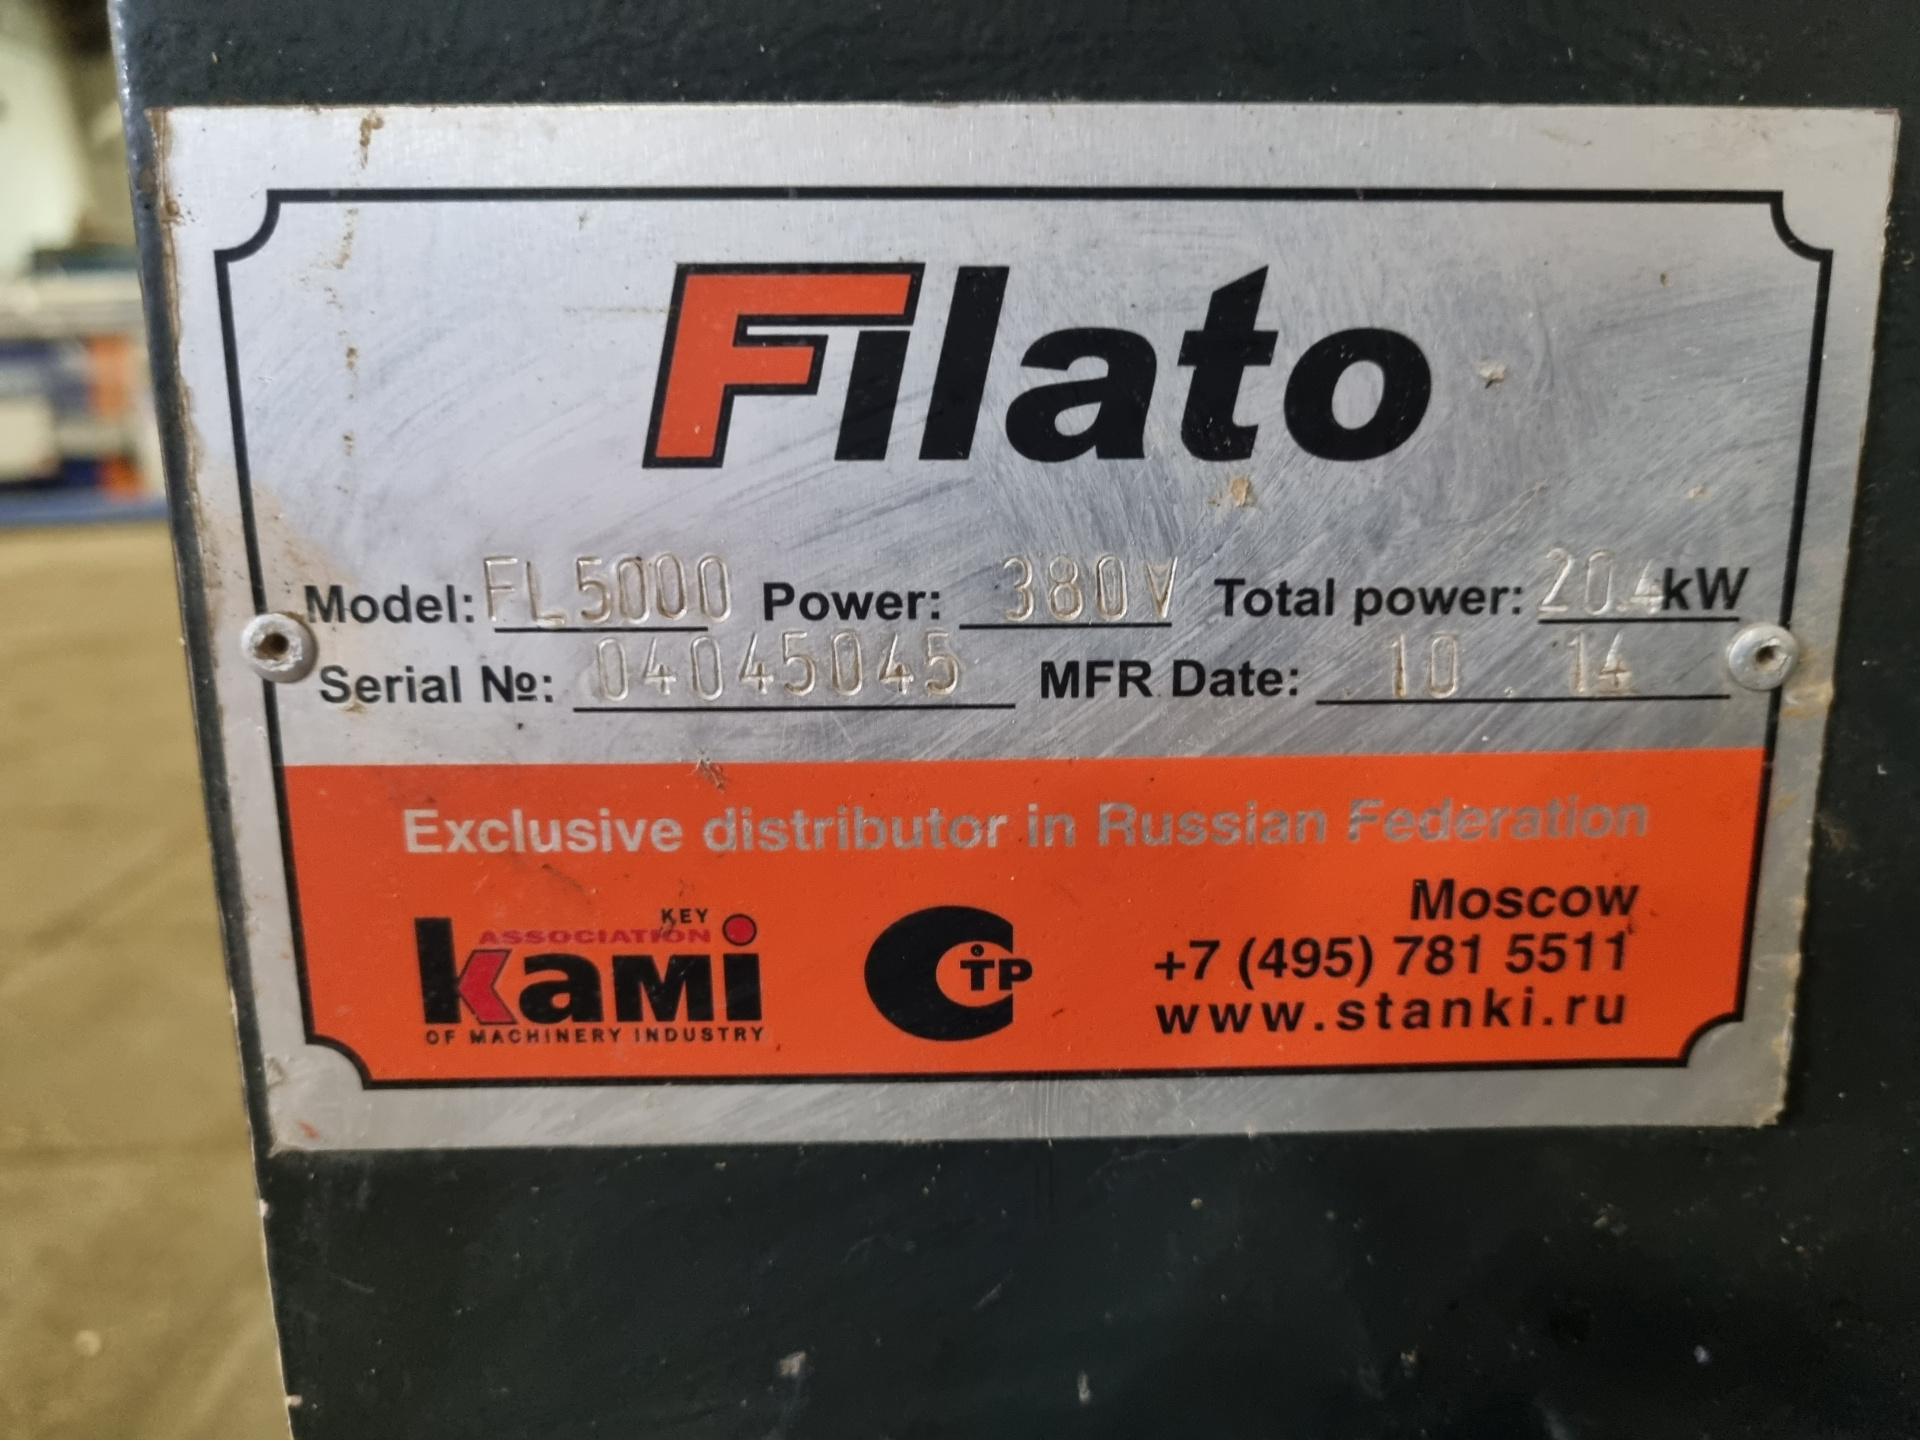 Filato
Model: FL5000 Power: 380V Total power: 20.4kW
Serial №: 04045045 MFR Date: 10.14
Exclusive distributor in Russian Federation
KEY
ASSOCIATION
Kami
OF MACHINERY INDUSTRY
СТР
Moscow
+7 (495) 781 5511
www.stanki.ru